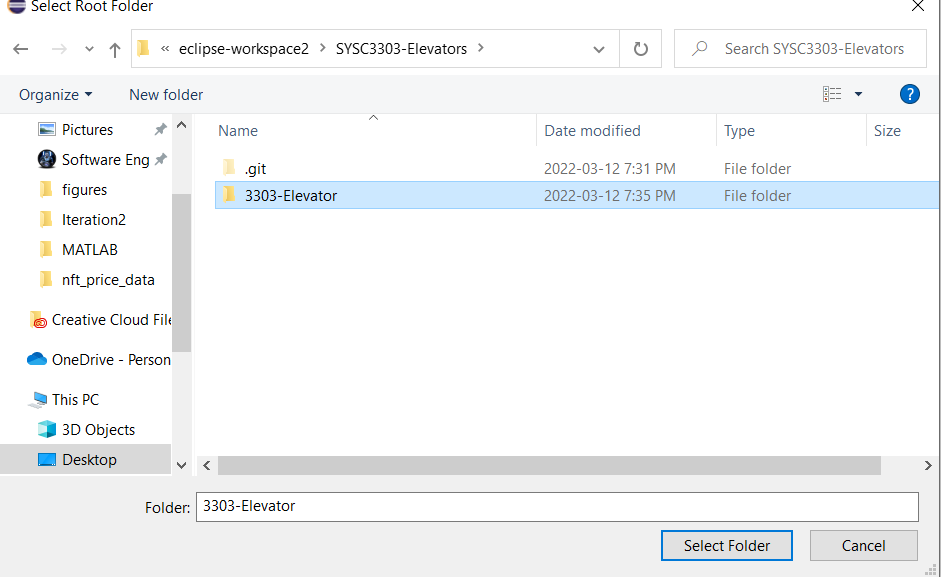 Select Root Folder
« eclipse-workspace2 > SYSC3303-Elevators >
Search SYSC3303-Elevators
Organize
New folder
?
Pictures
Software Eng
figures
Iteration2
MATLAB
nft_price_data
Creative Cloud File
OneDrive - Person
This PC
3D Objects
Desktop
Name Date modified Type Size
.git 2022-03-12 7:31 PM File folder
3303-Elevator 2022-03-12 7:35 PM File folder
Folder: 3303-Elevator
Select Folder Cancel